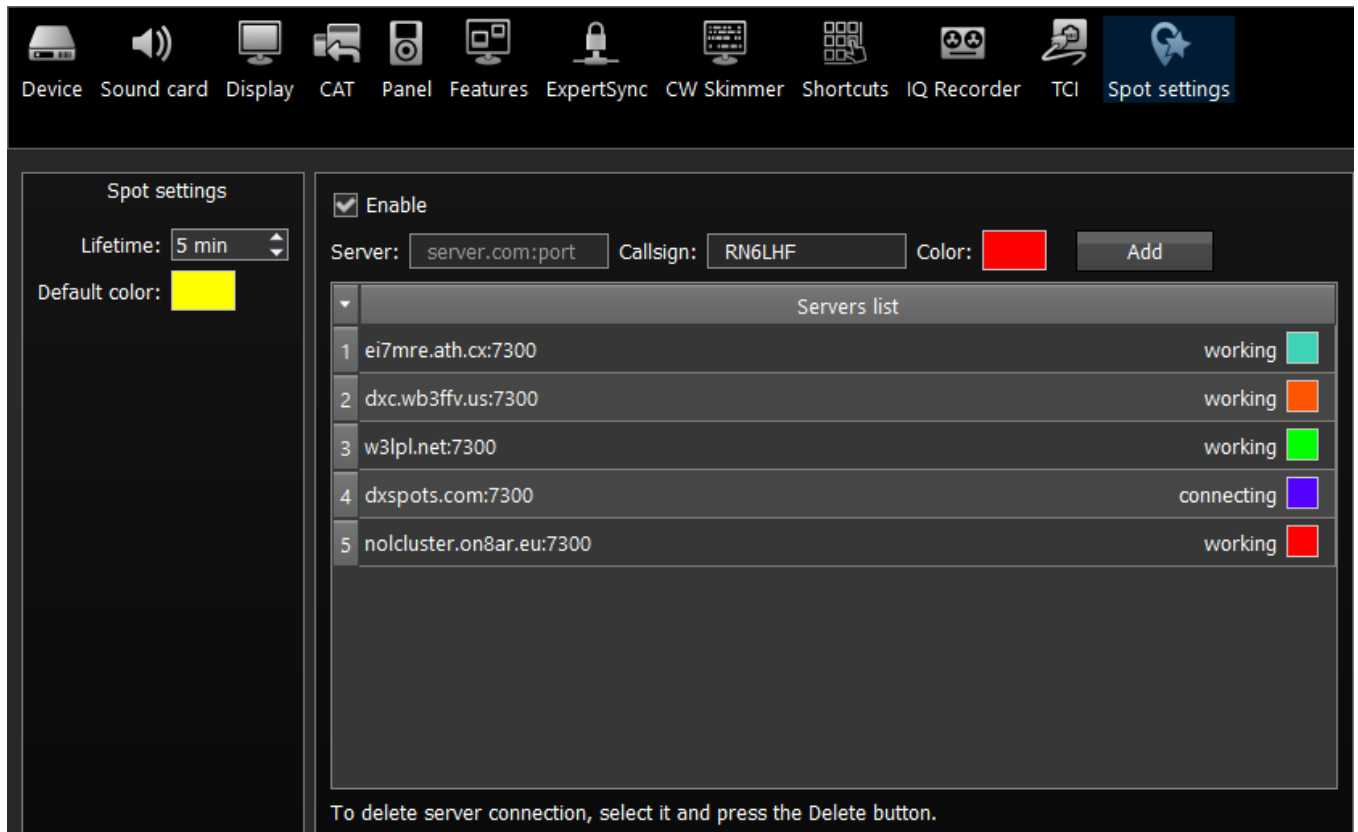 Device Sound card Display CAT Panel Features ExpertSync CW Skimmer Shortcuts IQ Recorder TCI Spot settings
Spot settings
Lifetime: 5 min
Default color:
Enable
Server: server.com:port Callsign: RN6LHF Color: Add
Servers list
1 ei7mre.ath.cx:7300 working
2 dxc.wb3ffv.us:7300 working
3 w3lpl.net:7300 working
4 dxspots.com:7300 connecting
5 nolcluster.on8ar.eu:7300 working
To delete server connection, select it and press the Delete button.